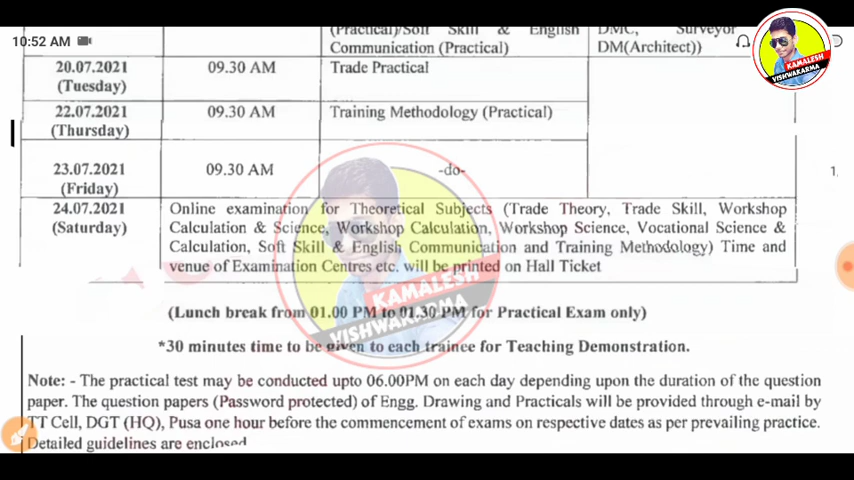 (Practical)/Soft Skill & English DMC, Surveyor
10:52 AM
Communication (Practical) DM(Architect))
KAMALESH
VISHWAKARMA
20.07.2021 09.30 AM Trade Practical
(Tuesday)
22.07.2021 09.30 AM Training Methodology (Practical)
(Thursday)
23.07.2021 09.30 AM -do-
(Friday)
24.07.2021 Online examination for Theoretical Subjects (Trade Theory, Trade Skill, Workshop
(Saturday) Calculation & Science, Workshop Calculation, Workshop Science, Vocational Science &
Calculation, Soft Skill & English Communication and Training Methodology) Time and
venue of Examination Centres etc. will be printed on Hall Ticket
KAMALESH
VISHWAKARMA
(Lunch break from 01.00 PM to 01.30 PM for Practical Exam only)
*30 minutes time to be given to each trainee for Teaching Demonstration.
Note: - The practical test may be conducted upto 06.00PM on each day depending upon the duration of the question
paper. The question papers (Password protected) of Engg. Drawing and Practicals will be provided through e-mail by
TT Cell, DGT (HQ), Pusa one hour before the commencement of exams on respective dates as per prevailing practice.
Detailed guidelines are enclosed